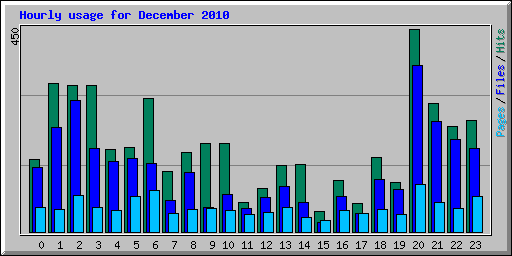 Hourly usage for December 2010
450
Pages/Files/Hits
0 1 2 3 4 5 6 7 8 9 10 11 12 13 14 15 16 17 18 19 20 21 22 23